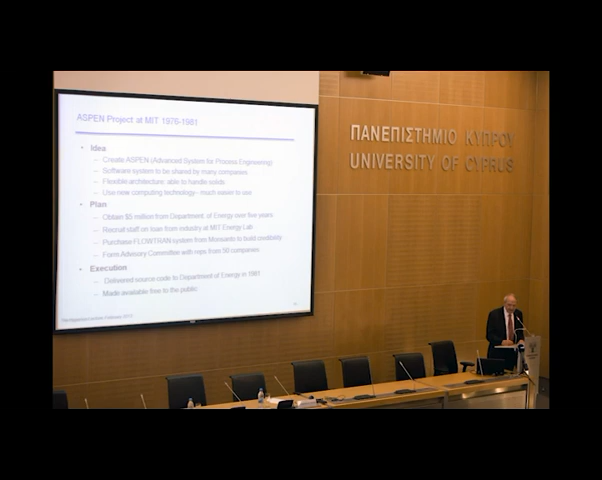 ASPEN Project at MIT 1976-1981
• Idea
– Create ASPEN (Advanced System for Process Engineering)
– Software system to be shared by many companies
– Flexible architecture: able to handle solids
– Use new computing technology - much easier to use
• Plan
– Obtain $5 million from Department of Energy over five years
– Recruit staff on loan from industry at MIT Energy Lab
– Purchase FLOWTRAN system from Monsanto to build credibility
– Form Advisory Committee with reps from 50 companies
• Execution
– Delivered source code to Department of Energy in 1981
– Made available free to the public
ΠΑΝΕΠΙΣΤΗΜΙΟ ΚΥΠΡΟΥ
UNIVERSITY OF CYPRUS